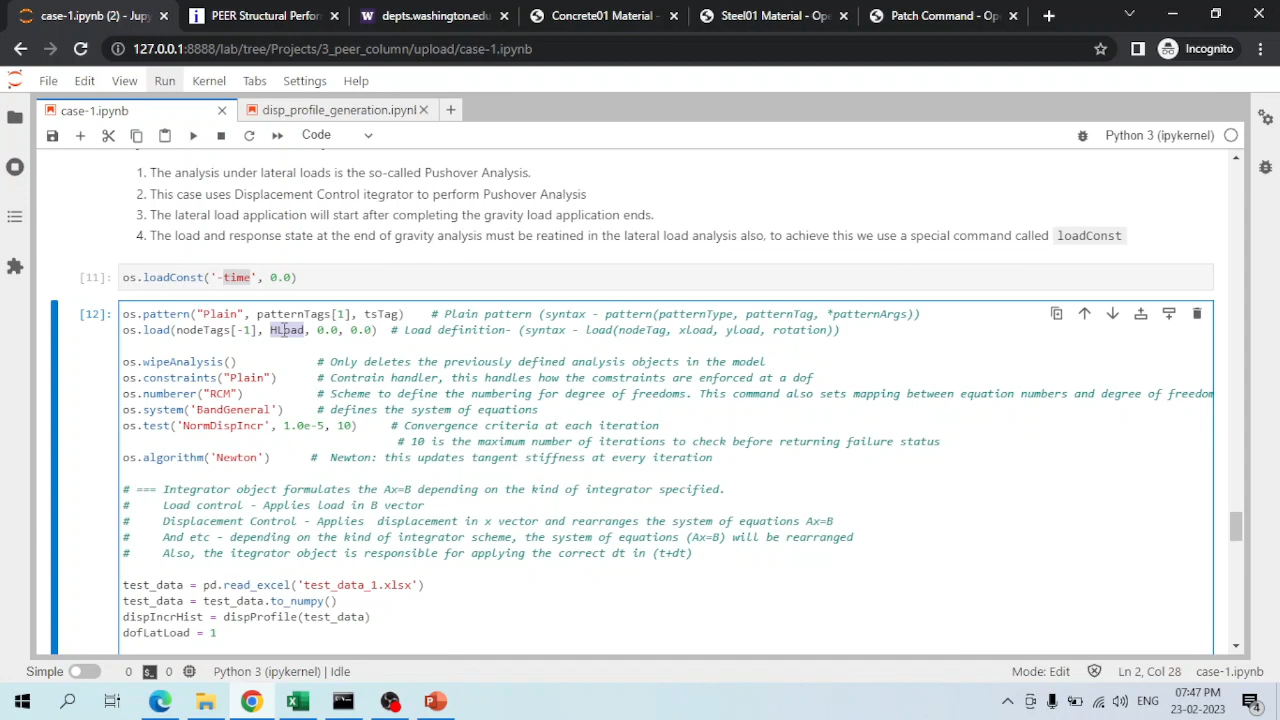 case-1 (1) - Ju
PEER Structural Perform
depts.washington.edu
Concrete01 Material -
Steel01 Material - Ope
Patch Command - Op
127.0.0.1:8888/lab/tree/Projects/3_peer_column/upload/case-1.ipynb
Incognito
File Edit View Run Kernel Tabs Settings Help
case-1.ipynb
disp_profile_generation.ipynl
Code
Python 3 (ipykernel)
1. The analysis under lateral loads is the so-called Pushover Analysis.
2. This case uses Displacement Control itegrator to perform Pushover Analysis
3. The lateral load application will start after completing the gravity load application ends.
4. The load and response state at the end of gravity analysis must be reatined in the lateral load analysis also, to achieve this we use a special command called loadConst
[11]: os.loadConst('-time', 0.0)
[12]: os.pattern("Plain", patternTags[1], tsTag) # Plain pattern (syntax - pattern(patternType, patternTag, *patternArgs))
os.load(nodeTags[-1], HLoad, 0.0, 0.0) # Load definition- (syntax - load(nodeTag, xload, yload, rotation))
os.wipeAnalysis() # Only deletes the previously defined analysis objects in the model
os.constraints("Plain") # Contrain handler, this handles how the comstraints are enforced at a dof
os.numberer("RCM") # Scheme to define the numbering for degree of freedoms. This command also sets mapping between equation numbers and degree of freedom
os.system('BandGeneral') # defines the system of equations
os.test('NormDispIncr', 1.0e-5, 10) # Convergence criteria at each iteration
# 10 is the maximum number of iterations to check before returning failure status
os.algorithm('Newton') # Newton: this updates tangent stiffness at every iteration
# === Integrator object formulates the Ax=B depending on the kind of integrator specified.
# Load control - Applies load in B vector
# Displacement Control - Applies displacement in x vector and rearranges the system of equations Ax=B
# And etc - depending on the kind of integrator scheme, the system of equations (Ax=B) will be rearranged
# Also, the itegrator object is responsible for applying the correct dt in (t+dt)
test_data = pd.read_excel('test_data_1.xlsx')
test_data = test_data.to_numpy()
dispIncrHist = dispProfile(test_data)
dofLatLoad = 1
Simple 0 0 Python 3 (ipykernel) | Idle Mode: Edit Ln 2, Col 28 case-1.ipynb
ENG 07:47 PM
23-02-2023 4